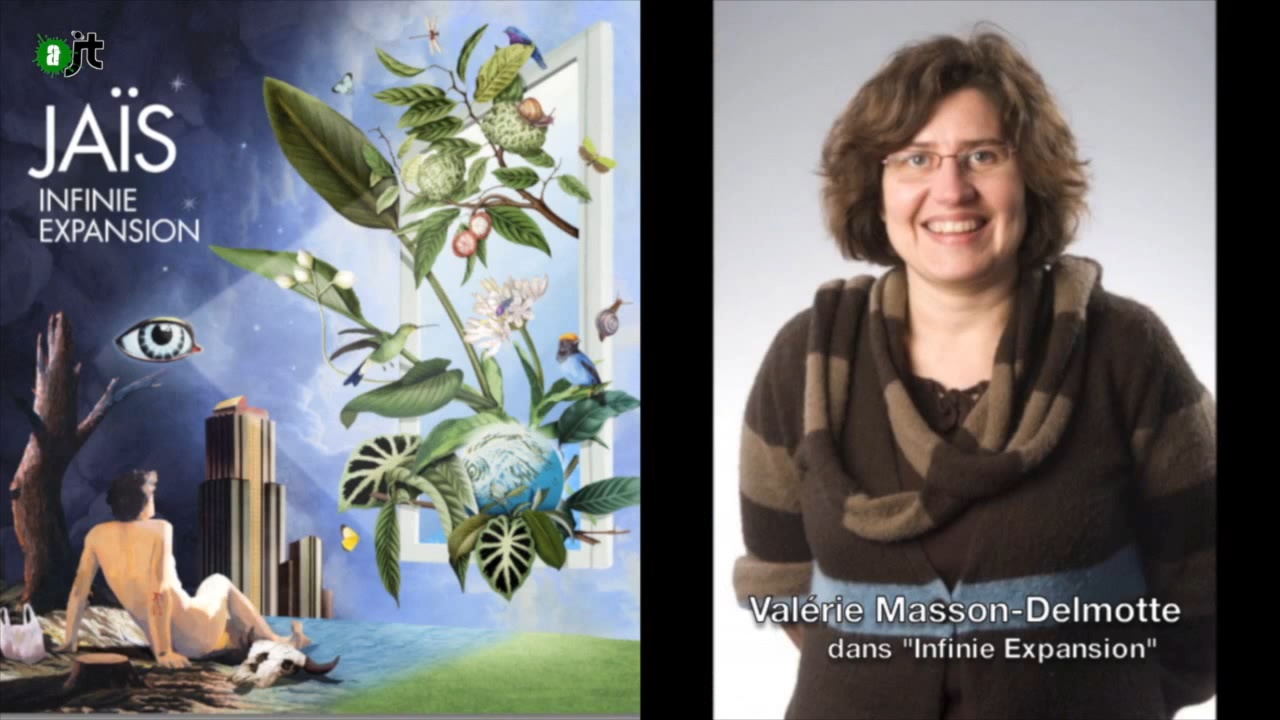 ajt
JAÏS
INFINIE
EXPANSION
Valérie Masson-Delmotte
dans "Infinie Expansion"